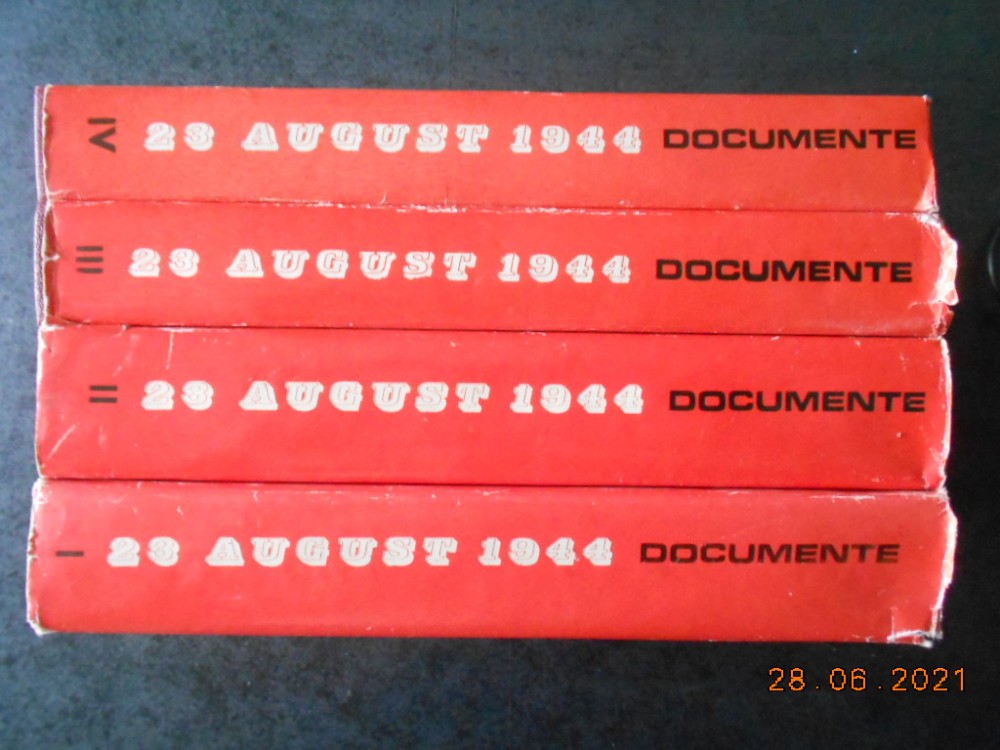 IV 23 AUGUST 1944 DOCUMENTE
III 23 AUGUST 1944 DOCUMENTE
II 23 AUGUST 1944 DOCUMENTE
I 23 AUGUST 1944 DOCUMENTE
28.06.2021